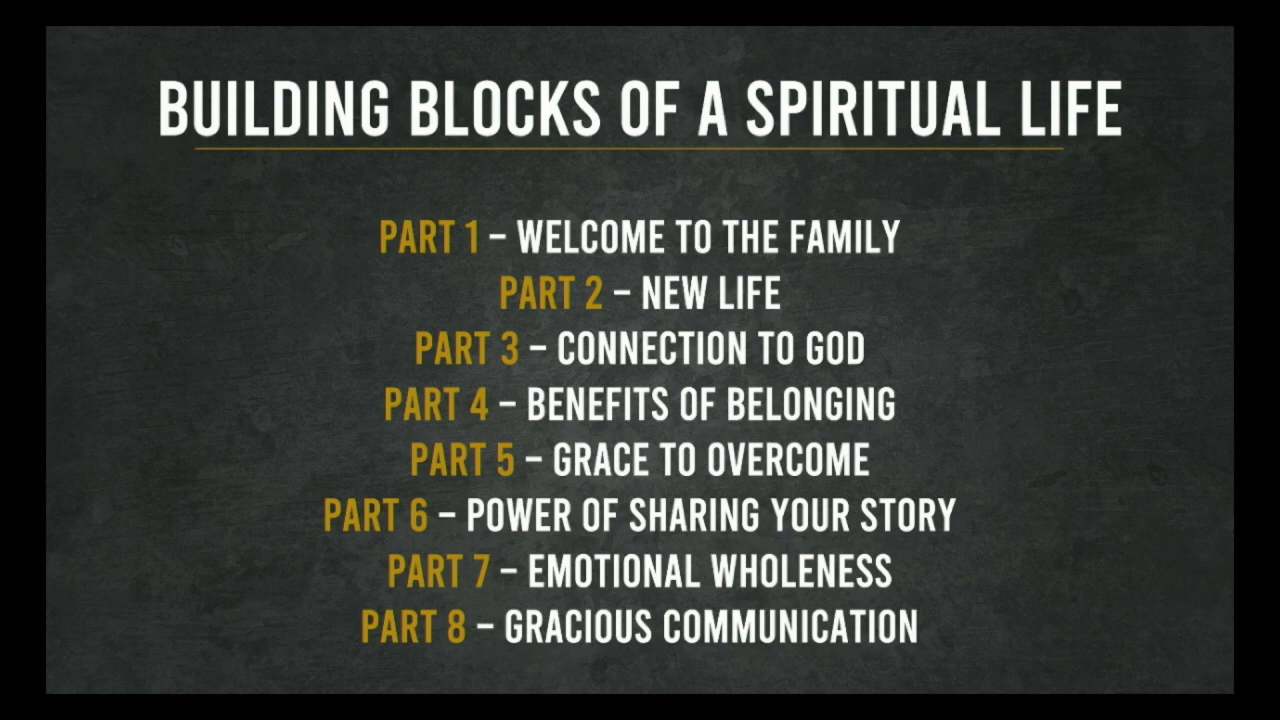 BUILDING BLOCKS OF A SPIRITUAL LIFE
PART 1 – WELCOME TO THE FAMILY
PART 2 – NEW LIFE
PART 3 – CONNECTION TO GOD
PART 4 – BENEFITS OF BELONGING
PART 5 – GRACE TO OVERCOME
PART 6 – POWER OF SHARING YOUR STORY
PART 7 – EMOTIONAL WHOLENESS
PART 8 – GRACIOUS COMMUNICATION